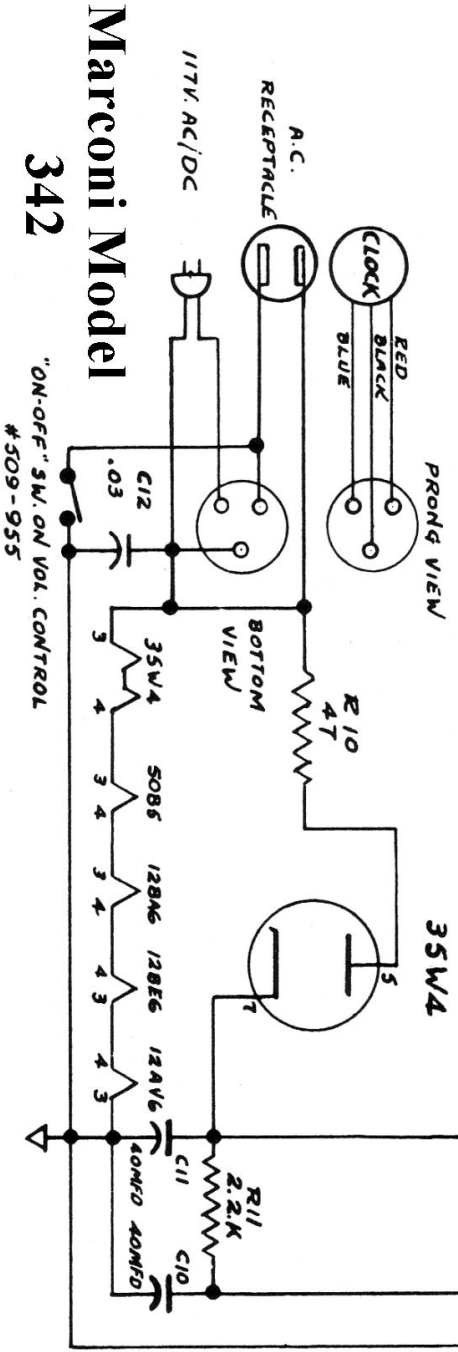 Marconi Model
342
117V. AC/DC
A.C.
RECEPTACLE
CLOCK
RED
BLACK
BLUE
PRONG VIEW
BOTTOM
VIEW
C12
.03
"ON-OFF" SW. ON VOL. CONTROL
#509-955
R10
47
35W4
5
7
35W4
3
4
50B5
3
4
12BA6
3
4
12BE6
4
3
12AV6
4
3
C11
40MFD
C10
40MFD
R11
2.2K